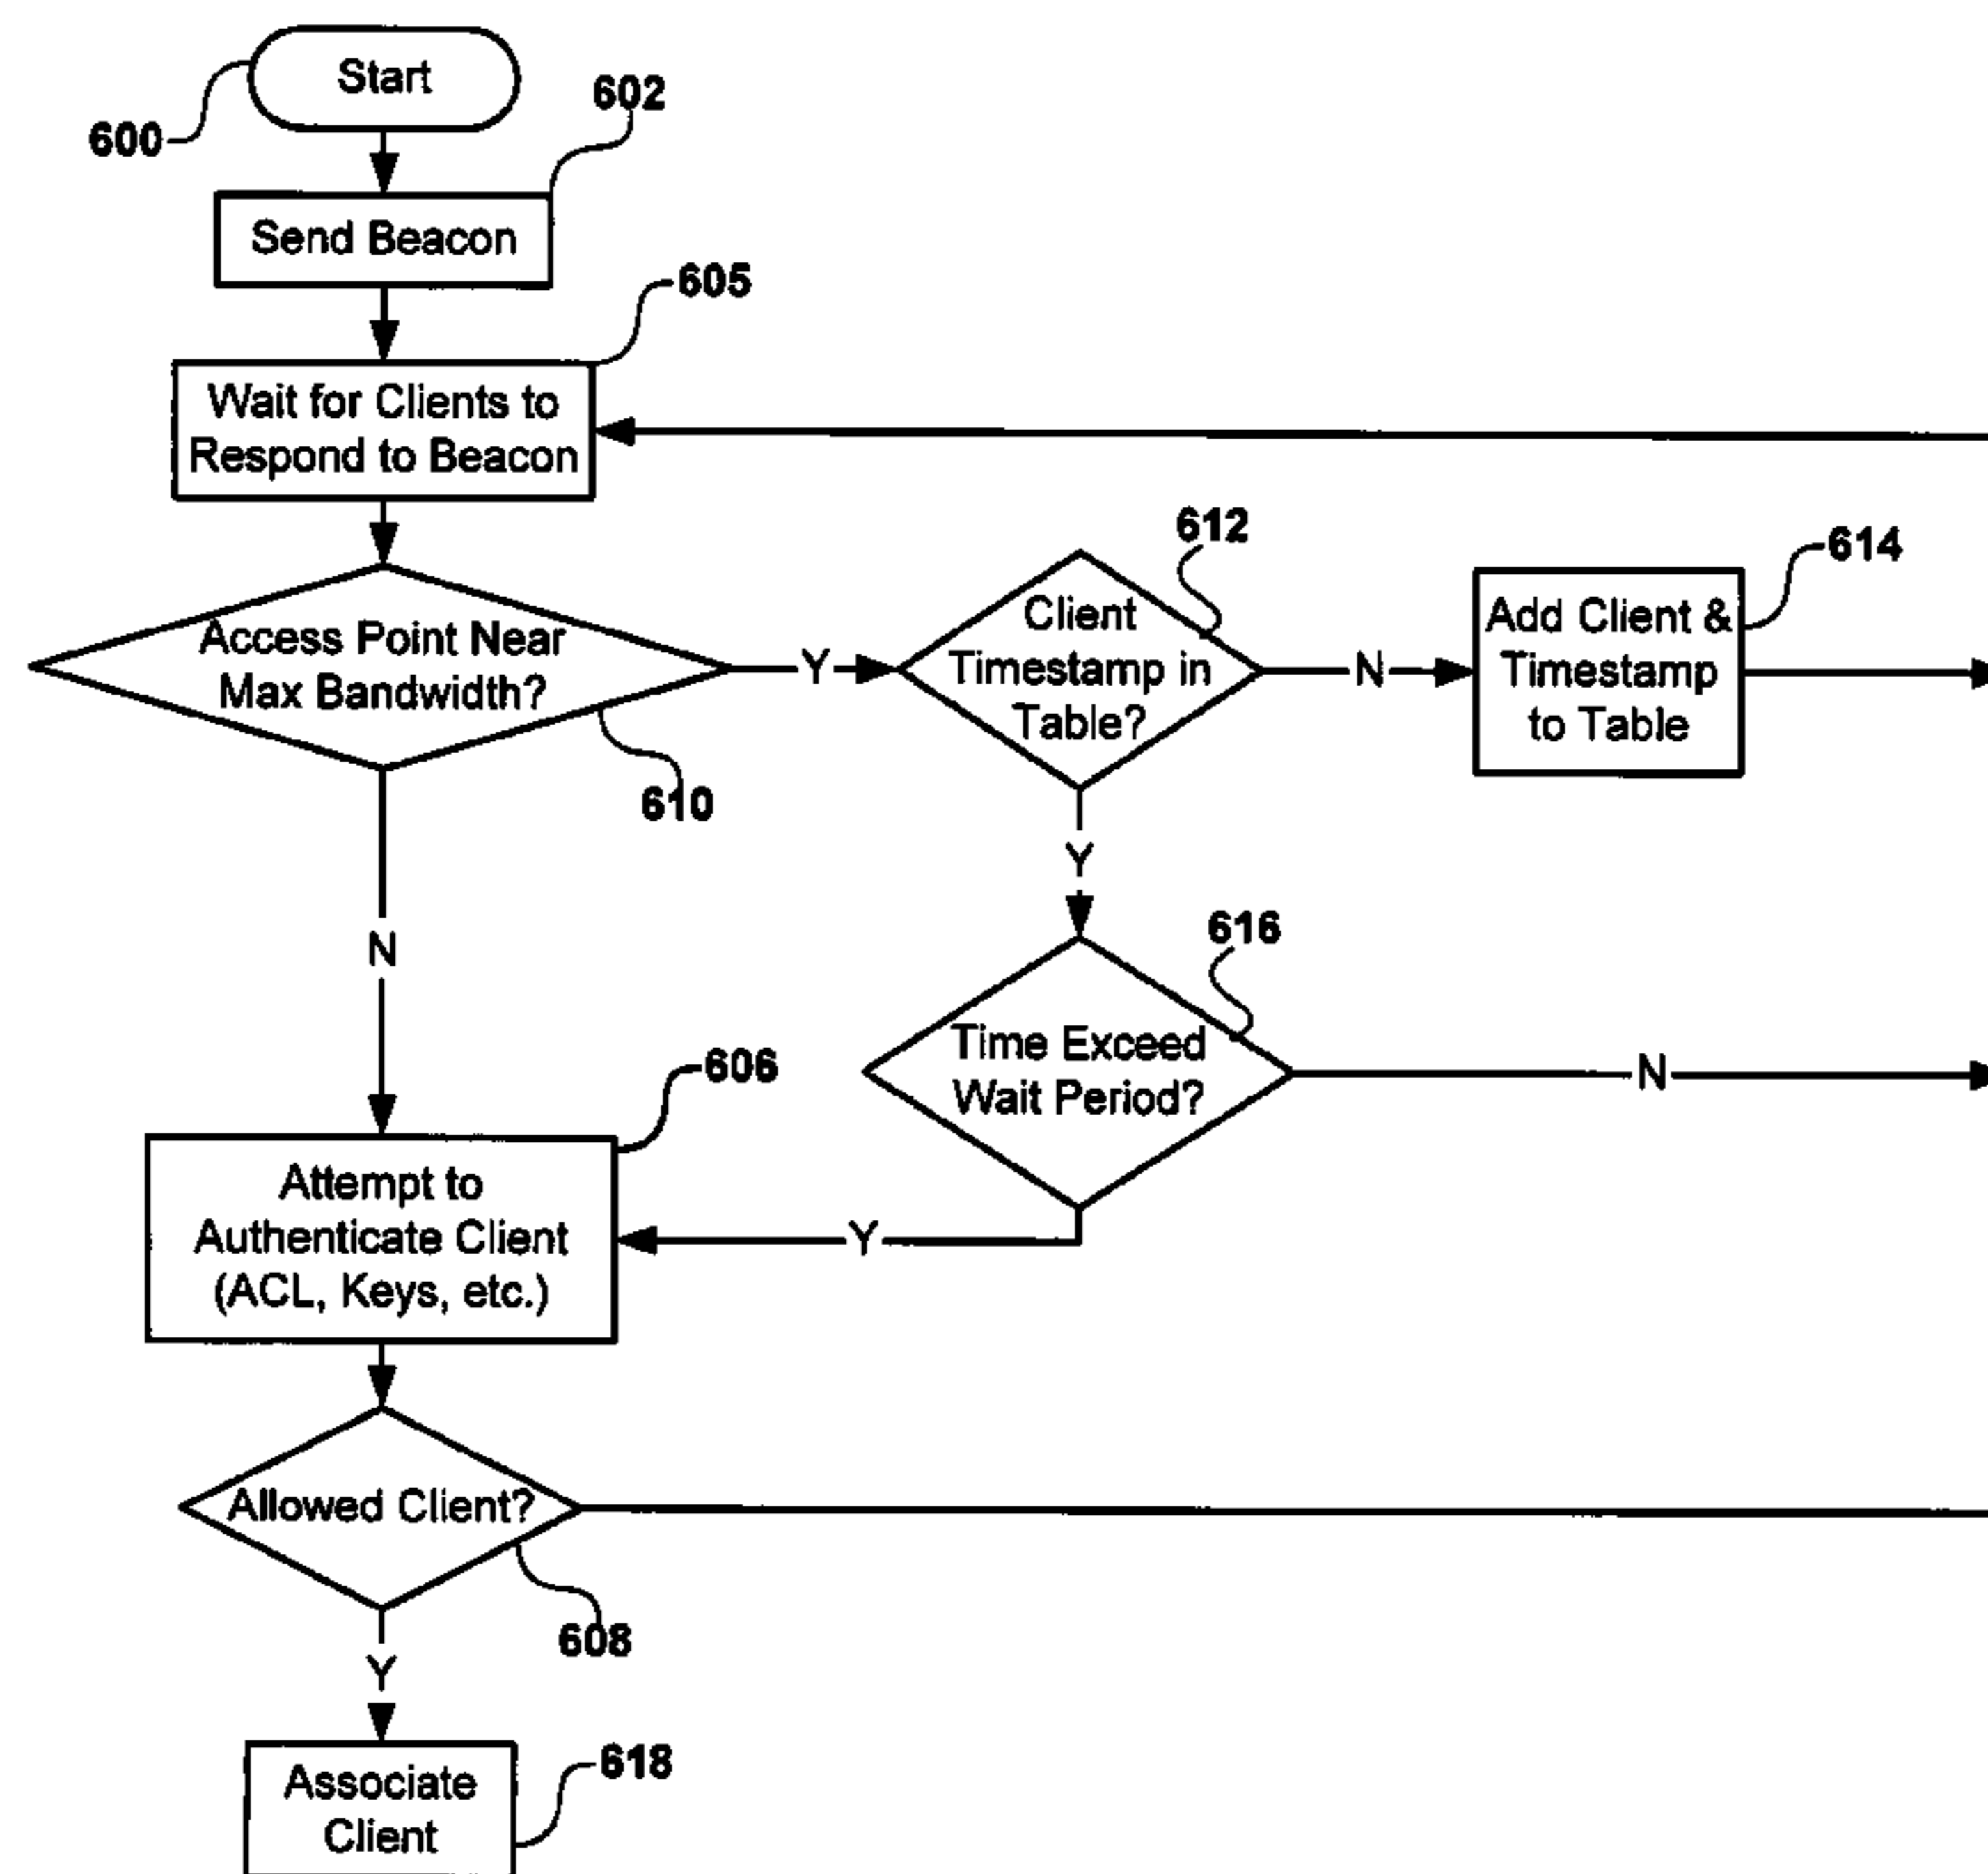 Start
600
602
Send Beacon
605
Wait for Clients to
Respond to Beacon
612
614
Client
Timestamp in
Table?
Add Client &
Timestamp
to Table
Access Point Near
Max Bandwidth?
Y
N
610
Y
N
616
Time Exceed
Wait Period?
N
606
Attempt to
Authenticate Client
(ACL, Keys, etc.)
Y
Allowed Client?
608
Y
618
Associate
Client